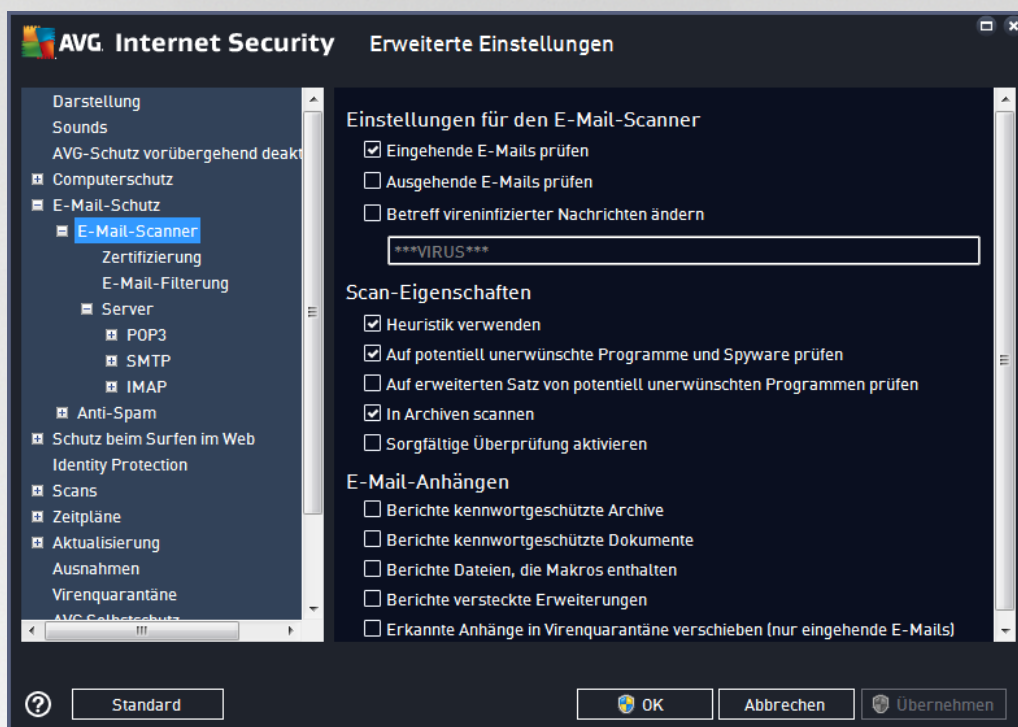 AVG. Internet Security Erweiterte Einstellungen
Darstellung
Sounds
AVG-Schutz vorübergehend deakt
Computerschutz
E-Mail-Schutz
E-Mail-Scanner
Zertifizierung
E-Mail-Filterung
Server
POP3
SMTP
IMAP
Anti-Spam
Schutz beim Surfen im Web
Identity Protection
Scans
Zeitpläne
Aktualisierung
Ausnahmen
Virenquarantäne
AVG Selbstschutz
Einstellungen für den E-Mail-Scanner
Eingehende E-Mails prüfen
Ausgehende E-Mails prüfen
Betreff vireninfizierter Nachrichten ändern
***VIRUS***
Scan-Eigenschaften
Heuristik verwenden
Auf potentiell unerwünschte Programme und Spyware prüfen
Auf erweiterten Satz von potentiell unerwünschten Programmen prüfen
In Archiven scannen
Sorgfältige Überprüfung aktivieren
E-Mail-Anhängen
Berichte kennwortgeschützte Archive
Berichte kennwortgeschützte Dokumente
Berichte Dateien, die Makros enthalten
Berichte versteckte Erweiterungen
Erkannte Anhänge in Virenquarantäne verschieben (nur eingehende E-Mails)
? Standard OK Abbrechen Übernehmen